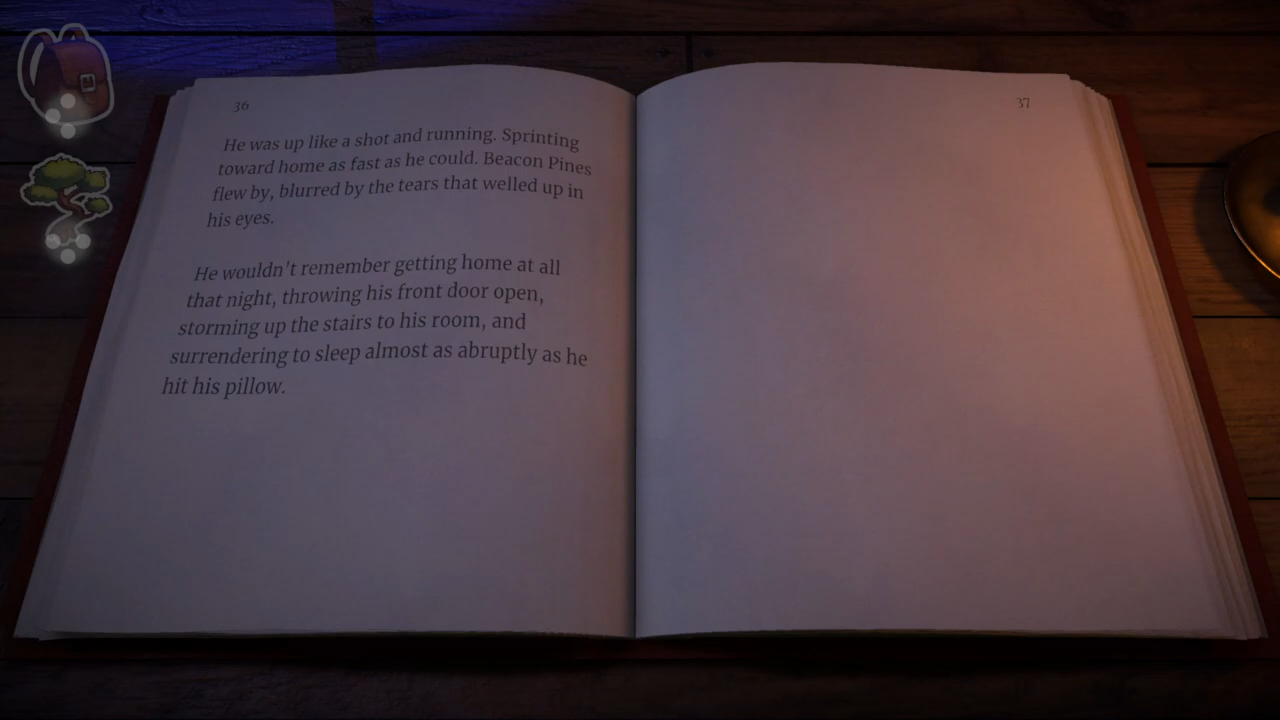 36
He was up like a shot and running. Sprinting
toward home as fast as he could. Beacon Pines
flew by, blurred by the tears that welled up in
his eyes.
He wouldn't remember getting home at all
that night, throwing his front door open,
storming up the stairs to his room, and
surrendering to sleep almost as abruptly as he
hit his pillow.
37